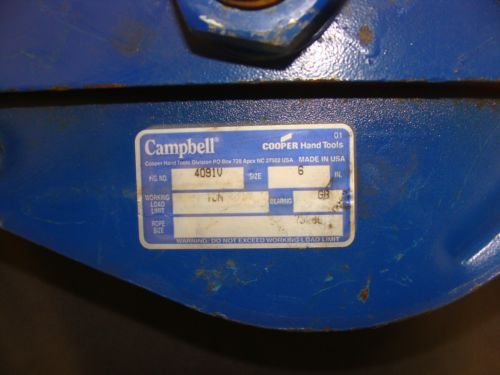 01
Campbell® COOPER Hand Tools
Cooper Hand Tools Division PO Box 728 Apex NC 27502 USA MADE IN USA
FIG. NO. 4091V SIZE 6 IN.
WORKING LOAD LIMIT TON BEARING
ROPE SIZE
WARNING: DO NOT EXCEED WORKING LOAD LIMIT